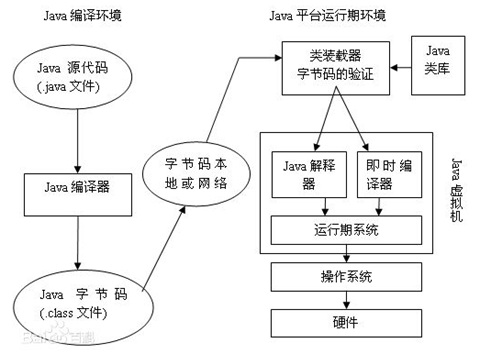 Java 编译环境
Java 平台运行期环境
Java 源代码
(.java 文件)
Java 编译器
Java 字节码
(.class 文件)
字节码本
地或网络
类装载器
字节码的验证
Java
类库
Java 解释
器
即时编
译器
运行期系统
Java 虚拟机
操作系统
硬件
Baidu百科